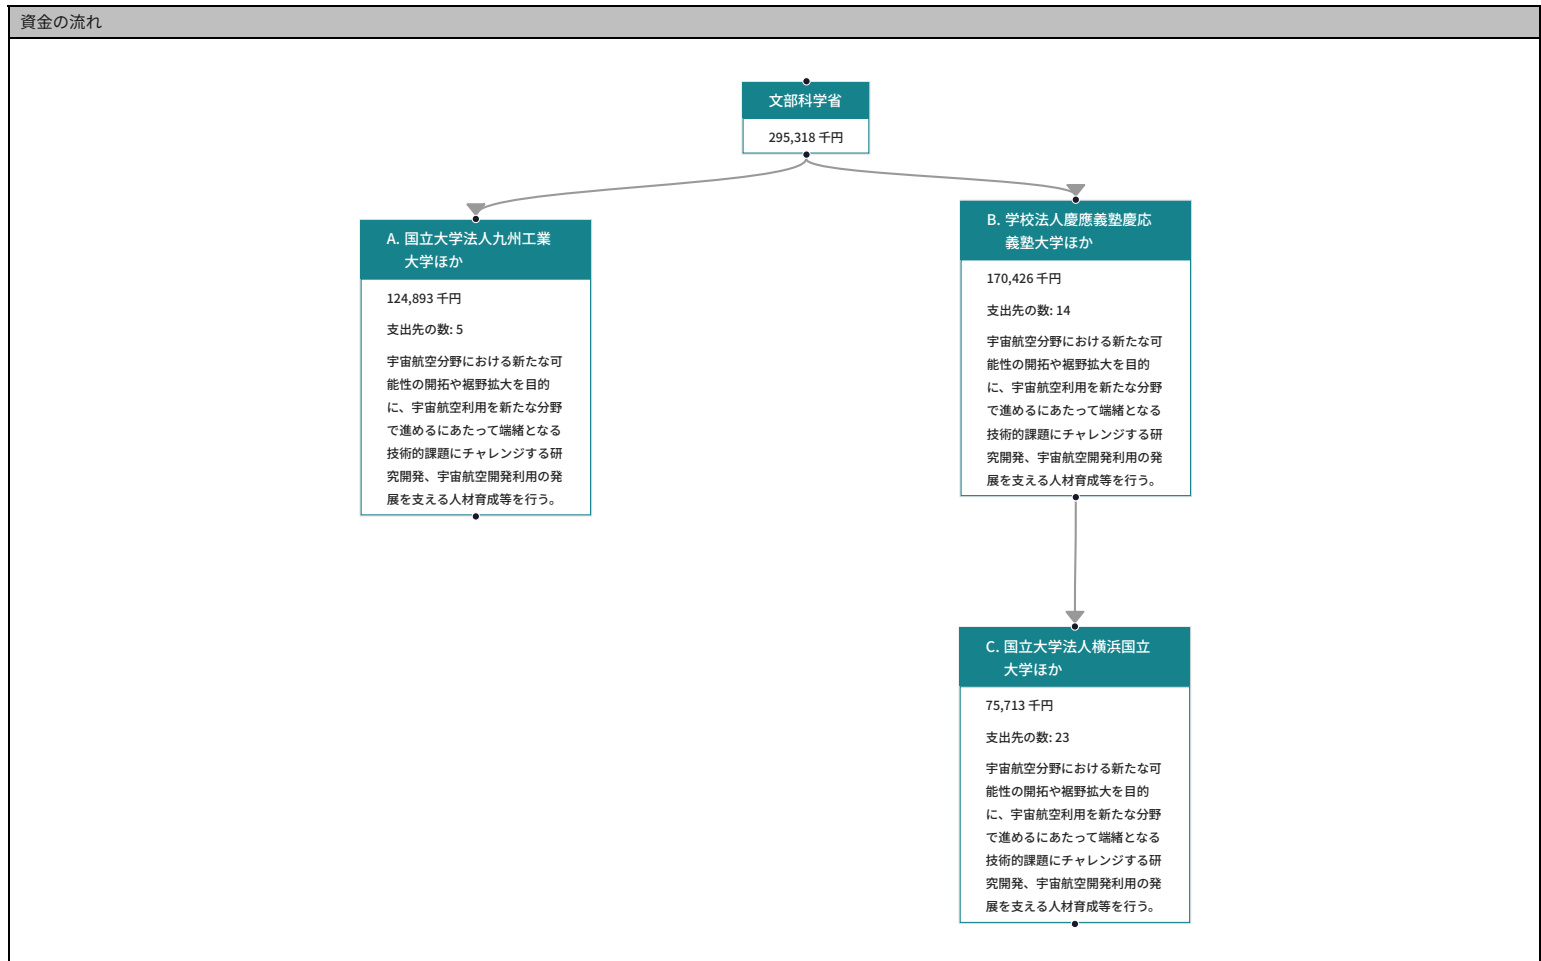 資金の流れ
文部科学省
295,318 千円
A. 国立大学法人九州工業
大学ほか
124,893 千円
支出先の数: 5
宇宙航空分野における新たな可
能性の開拓や裾野拡大を目的
に、宇宙航空利用を新たな分野
で進めるにあたって端緒となる
技術的課題にチャレンジする研
究開発、宇宙航空開発利用の発
展を支える人材育成等を行う。
B. 学校法人慶應義塾慶応
義塾大学ほか
170,426 千円
支出先の数: 14
宇宙航空分野における新たな可
能性の開拓や裾野拡大を目的
に、宇宙航空利用を新たな分野
で進めるにあたって端緒となる
技術的課題にチャレンジする研
究開発、宇宙航空開発利用の発
展を支える人材育成等を行う。
C. 国立大学法人横浜国立
大学ほか
75,713 千円
支出先の数: 23
宇宙航空分野における新たな可
能性の開拓や裾野拡大を目的
に、宇宙航空利用を新たな分野
で進めるにあたって端緒となる
技術的課題にチャレンジする研
究開発、宇宙航空開発利用の発
展を支える人材育成等を行う。